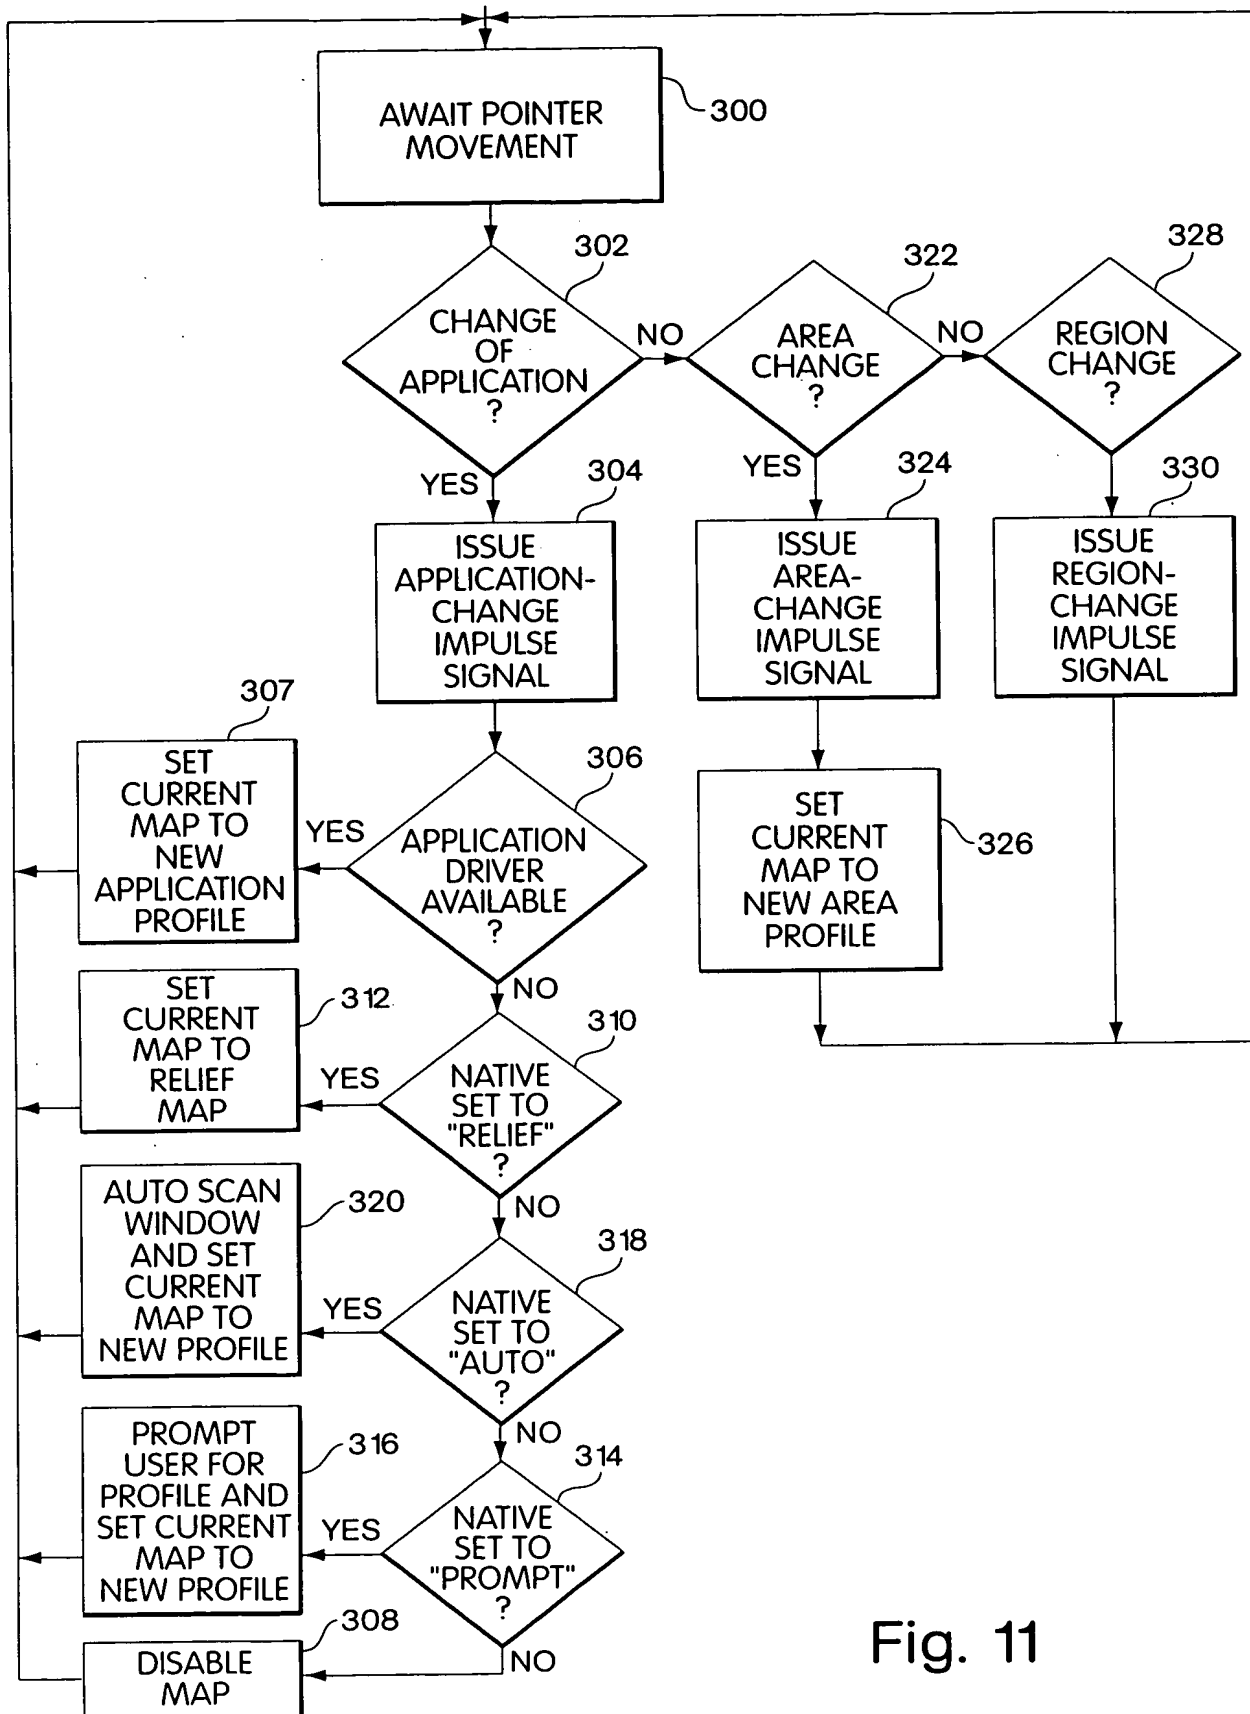 AWAIT POINTER
MOVEMENT
300
302
CHANGE
OF
APPLICATION
?
NO
322
AREA
CHANGE
?
NO
328
REGION
CHANGE
?
YES
304
ISSUE
APPLICATION-
CHANGE
IMPULSE
SIGNAL
YES
324
ISSUE
AREA-
CHANGE
IMPULSE
SIGNAL
330
ISSUE
REGION-
CHANGE
IMPULSE
SIGNAL
307
SET
CURRENT
MAP TO
NEW
APPLICATION
PROFILE
YES
306
APPLICATION
DRIVER
AVAILABLE
?
SET
CURRENT
MAP TO
NEW AREA
PROFILE
326
NO
SET
CURRENT
MAP TO
RELIEF
MAP
312
YES
310
NATIVE
SET TO
"RELIEF"
?
NO
AUTO SCAN
WINDOW
AND SET
CURRENT
MAP TO
NEW PROFILE
320
YES
318
NATIVE
SET TO
"AUTO"
?
NO
PROMPT
USER FOR
PROFILE AND
SET CURRENT
MAP TO
NEW PROFILE
316
YES
314
NATIVE
SET TO
"PROMPT"
?
NO
308
DISABLE
MAP
Fig. 11